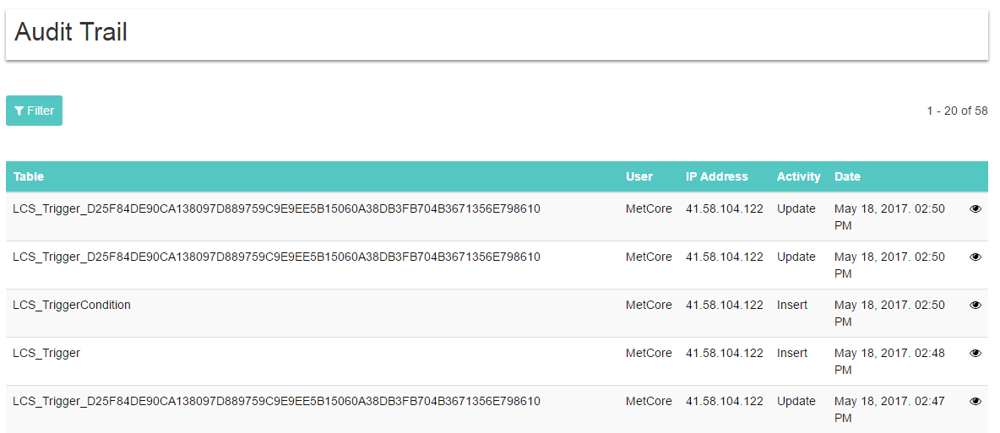 Audit Trail
Filter
1 - 20 of 58
Table User IP Address Activity Date
LCS_Trigger_D25F84DE90CA138097D889759C9E9EE5B15060A38DB3FB704B3671356E798610 MetCore 41.58.104.122 Update May 18, 2017. 02:50
PM
LCS_Trigger_D25F84DE90CA138097D889759C9E9EE5B15060A38DB3FB704B3671356E798610 MetCore 41.58.104.122 Update May 18, 2017. 02:50
PM
LCS_TriggerCondition MetCore 41.58.104.122 Insert May 18, 2017. 02:50
PM
LCS_Trigger MetCore 41.58.104.122 Insert May 18, 2017. 02:48
PM
LCS_Trigger_D25F84DE90CA138097D889759C9E9EE5B15060A38DB3FB704B3671356E798610 MetCore 41.58.104.122 Update May 18, 2017. 02:47
PM